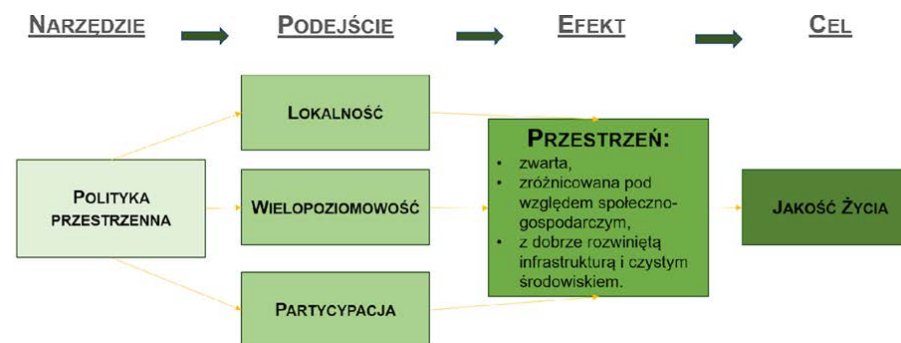 NARZĘDZIE
PODEJŚCIE
EFEKT
CEL
POLITYKA
PRZESTRZENNA
LOKALNOŚĆ
WIELOPOZIOMOWOŚĆ
PARTYCYPACJA
PRZESTRZEŃ:
• zwarta,
• zróżnicowana pod
względem społeczno-
gospodarczym,
• z dobrze rozwiniętą
infrastrukturą i czystym
środowiskiem.
JAKOŚĆ ŻYCIA